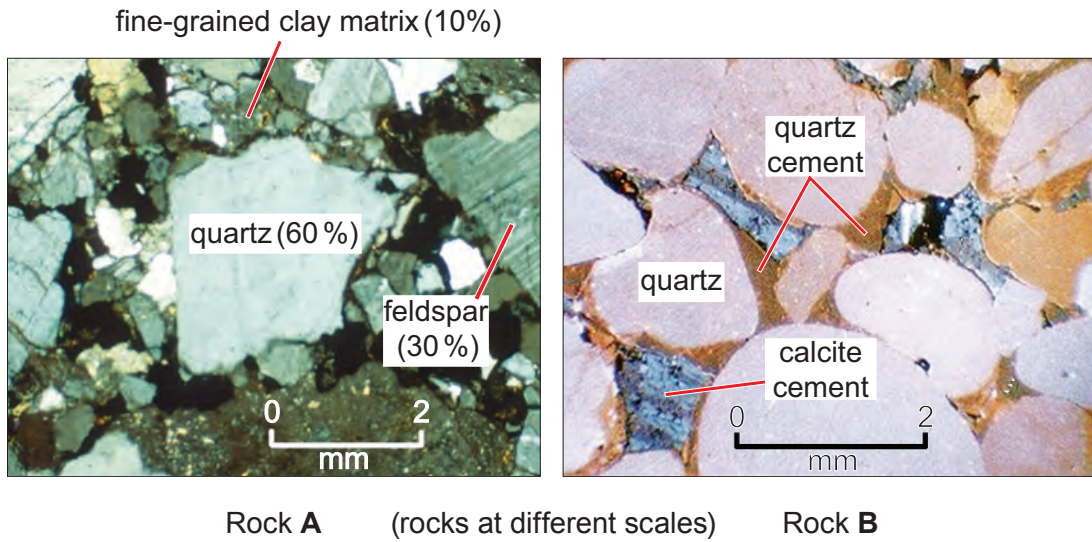 fine-grained clay matrix (10%)
quartz (60%)
feldspar
(30%)
0 2
mm
quartz
cement
quartz
calcite
cement
0 2
mm
Rock A (rocks at different scales) Rock B